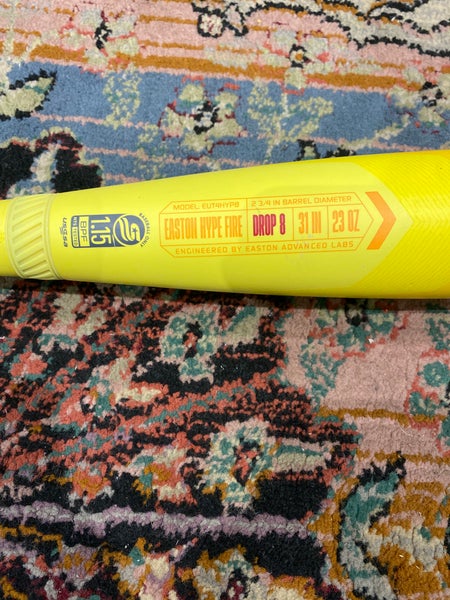 MODEL: EUT4HYP8
2 3/4 IN BARREL DIAMETER
EASTON HYPE FIRE
DROP 8
31 IN
23 OZ
ENGINEERED BY EASTON ADVANCED LABS
1.15
BPF
USSSA